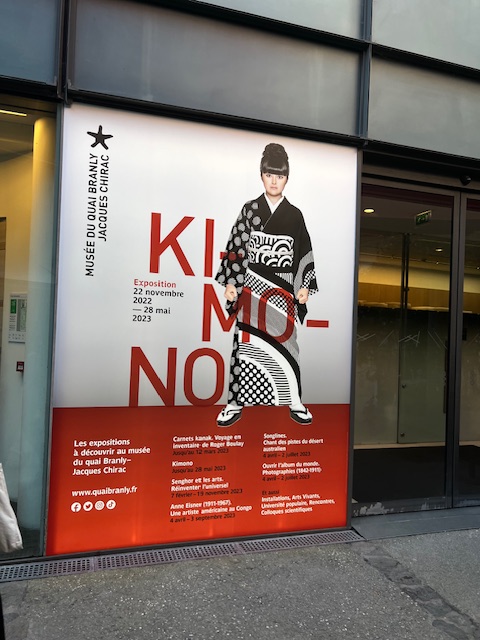 MUSÉE DU QUAI BRANLY
JACQUES CHIRAC
KI-
MO-
NO
Exposition
22 novembre
2022
— 28 mai
2023
Les expositions
à découvrir au musée
du quai Branly–
Jacques Chirac
www.quaibranly.fr
Carnets kanak. Voyage en
inventaire de Roger Boulay
Jusqu'au 12 mars 2023
Kimono
Jusqu'au 28 mai 2023
Senghor et les arts.
Réinventer l'universel
7 février – 19 novembre 2023
Anne Eisner (1911-1967)
Une artiste américaine au Congo
4 avril – 3 septembre 2023
Songlines.
Chant des pistes du désert
australien
4 avril – 2 juillet 2023
Ouvrir l'album du monde.
Photographies (1842-1911)
4 avril – 2 juillet 2023
Et aussi
Installations, Arts Vivants,
Université populaire, Rencontres,
Colloques scientifiques